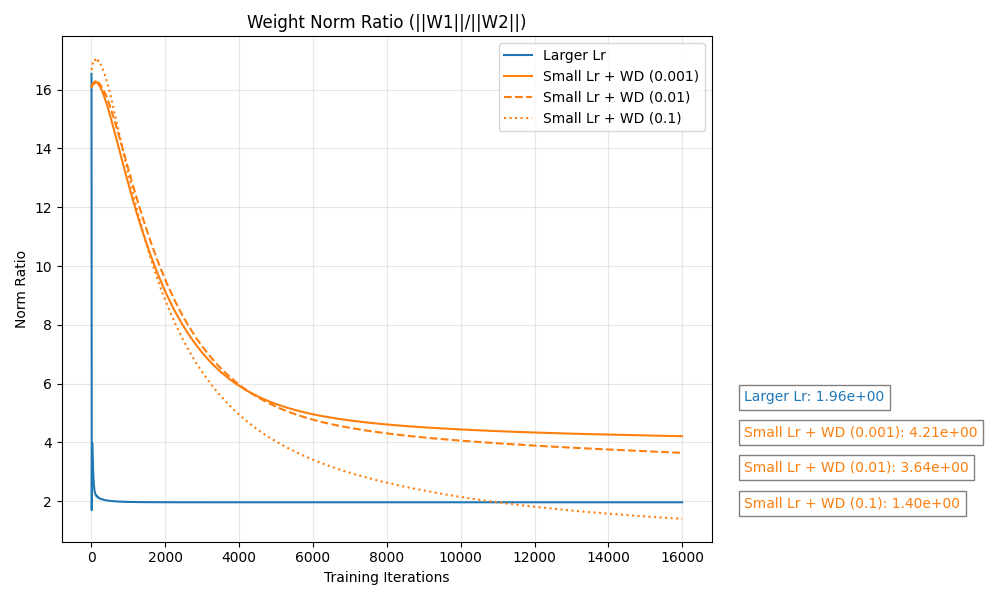 Weight Norm Ratio (||W1||/||W2||)
Larger Lr
Small Lr + WD (0.001)
Small Lr + WD (0.01)
Small Lr + WD (0.1)
Norm Ratio
16
14
12
10
8
6
4
2
0 2000 4000 6000 8000 10000 12000 14000 16000
Training Iterations
Larger Lr: 1.96e+00
Small Lr + WD (0.001): 4.21e+00
Small Lr + WD (0.01): 3.64e+00
Small Lr + WD (0.1): 1.40e+00